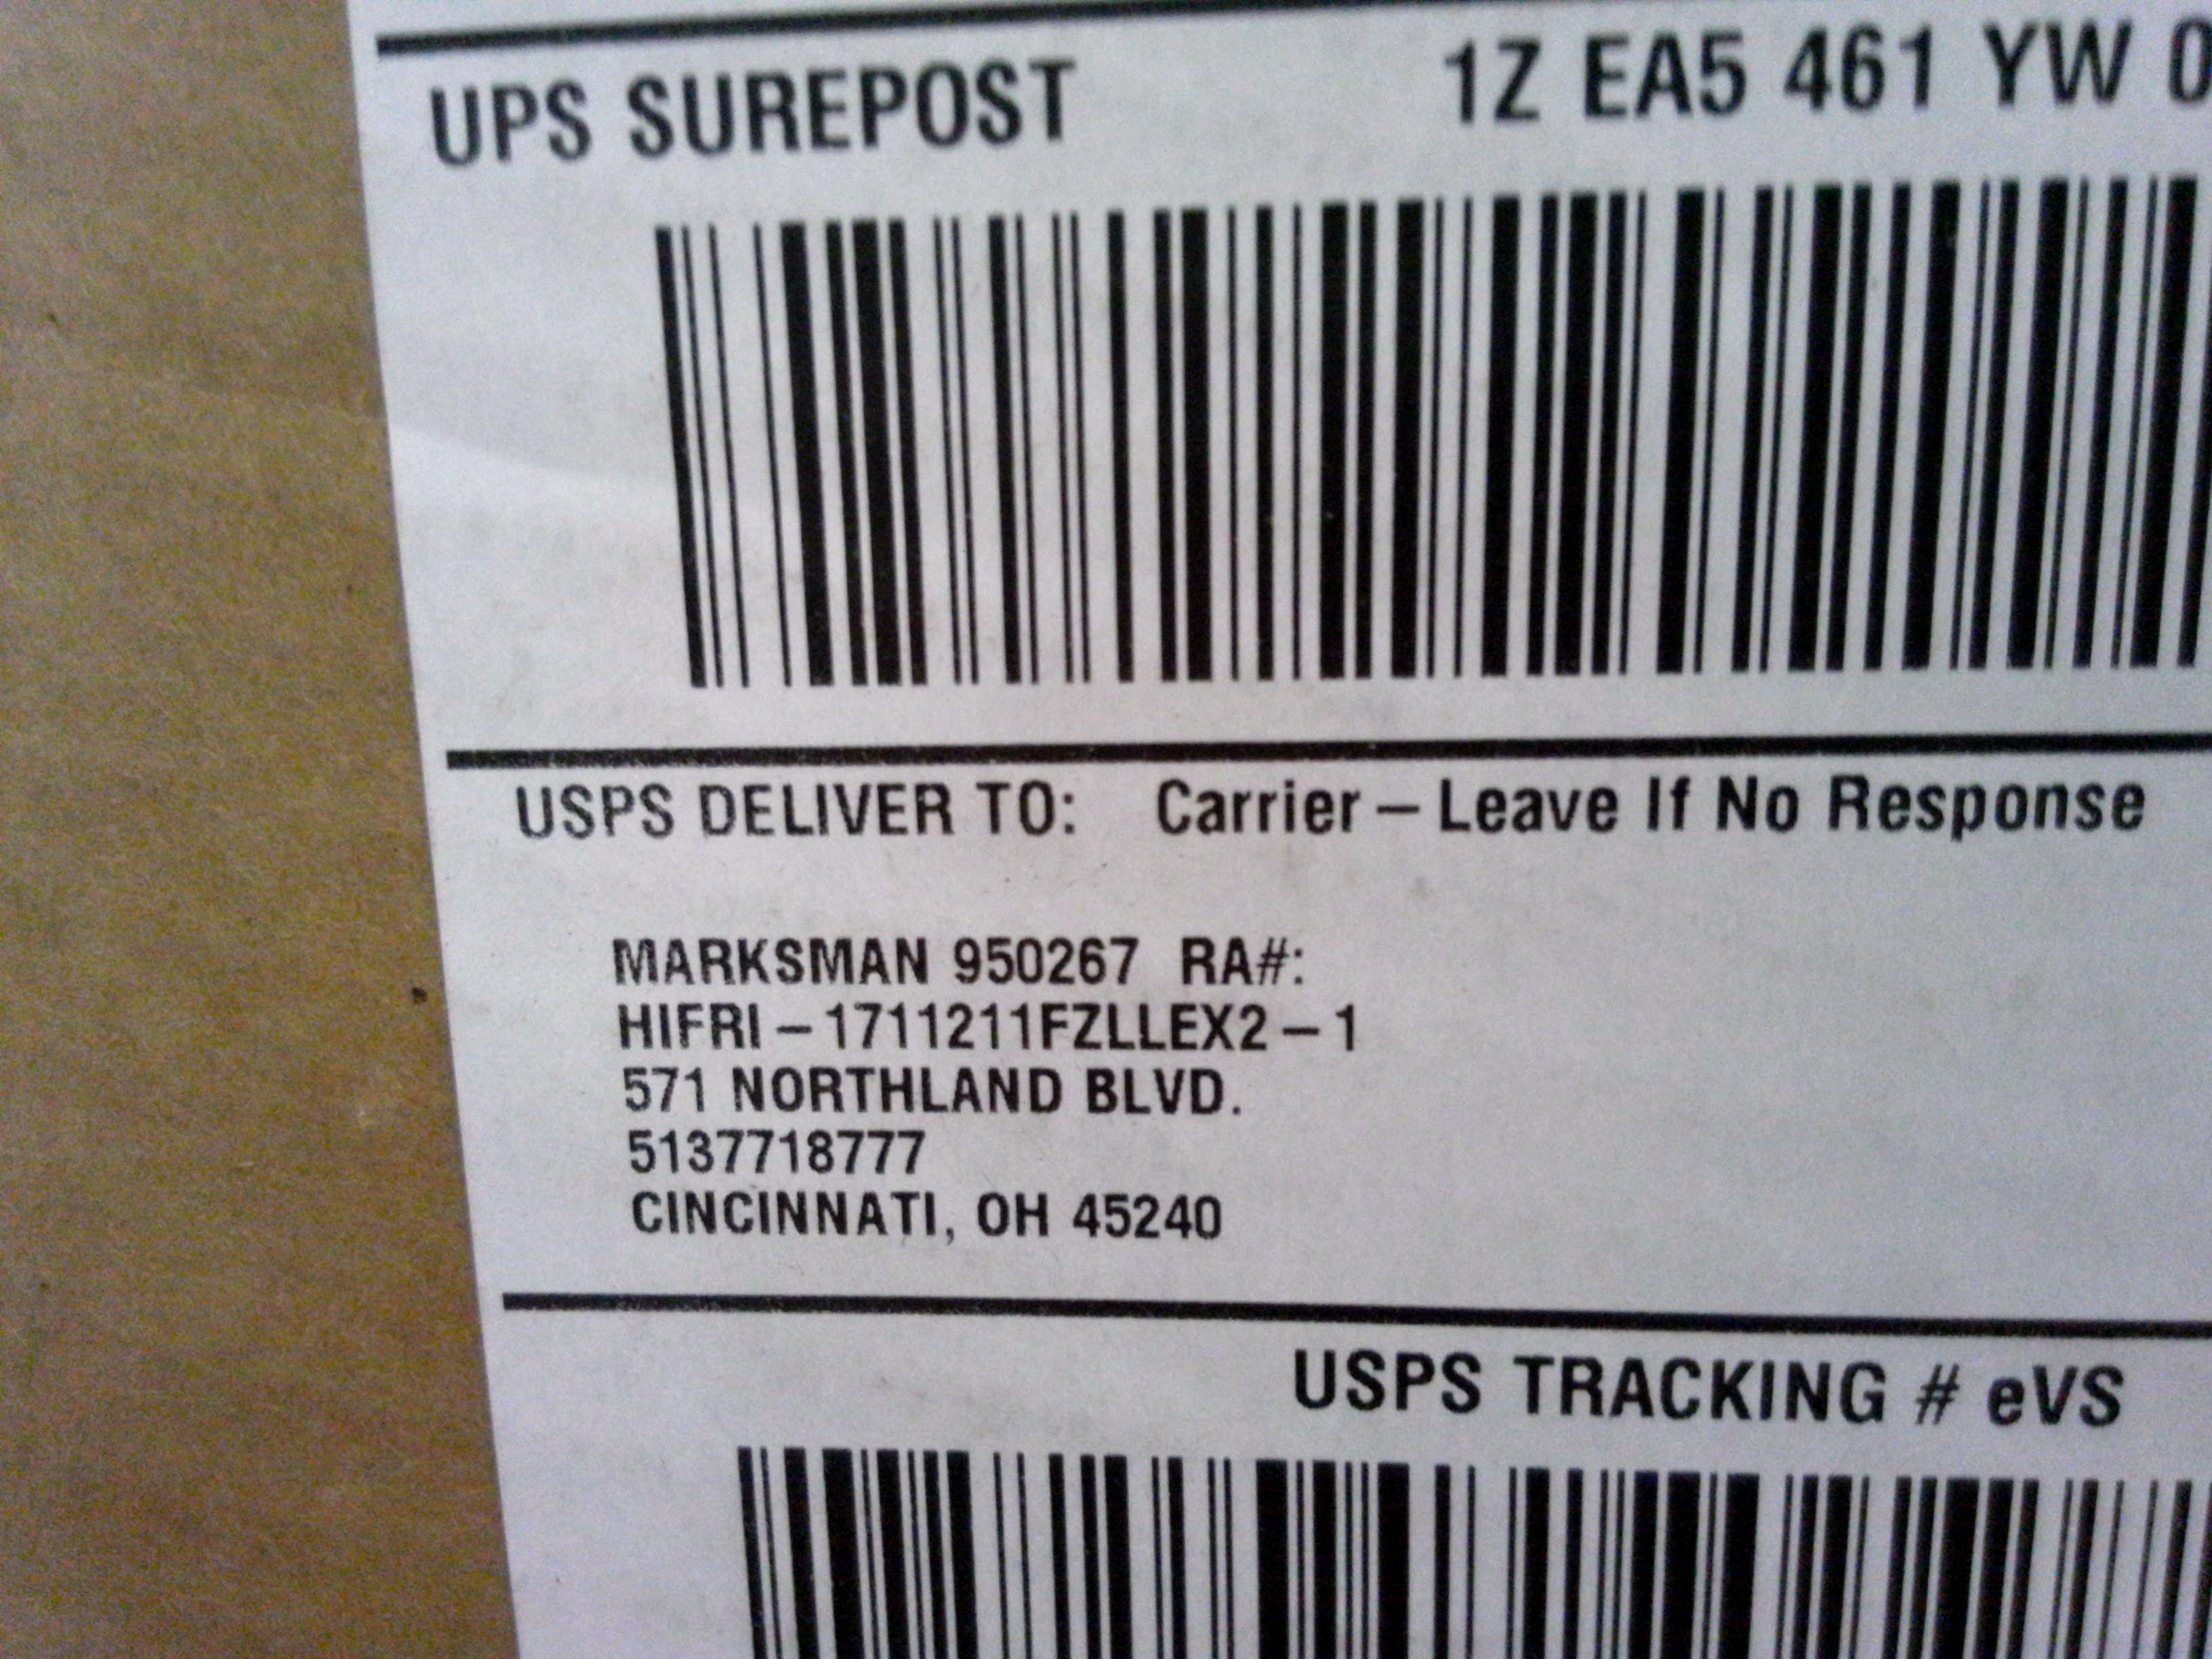 UPS SUREPOST 1Z EA5 461 YW 0
USPS DELIVER TO: Carrier – Leave If No Response
MARKSMAN 950267 RA#:
HIFRI – 1711211FZLLEX2 – 1
571 NORTHLAND BLVD.
5137718777
CINCINNATI, OH 45240
USPS TRACKING # eVS